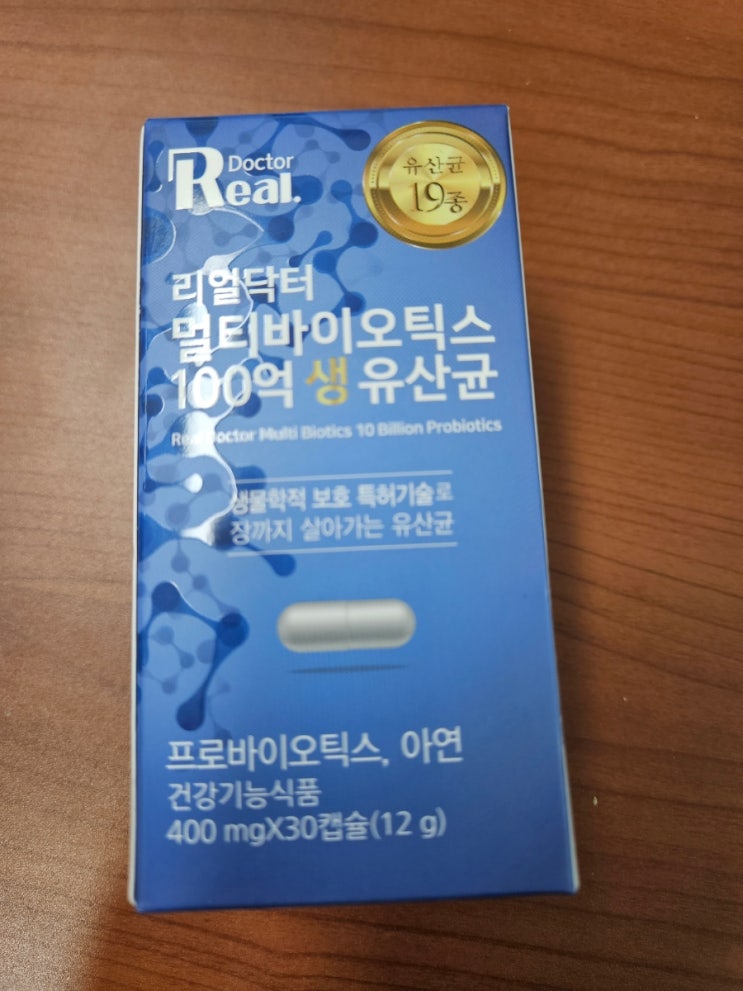 Doctor
Real.
유산균
19종
리얼닥터
멀티바이오틱스
100억 생 유산균
Real Doctor Multi Biotics 10 Billion Probiotics
생물학적 보호 특허기술로
장까지 살아가는 유산균
프로바이오틱스, 아연
건강기능식품
400 mgX30캡슐(12 g)